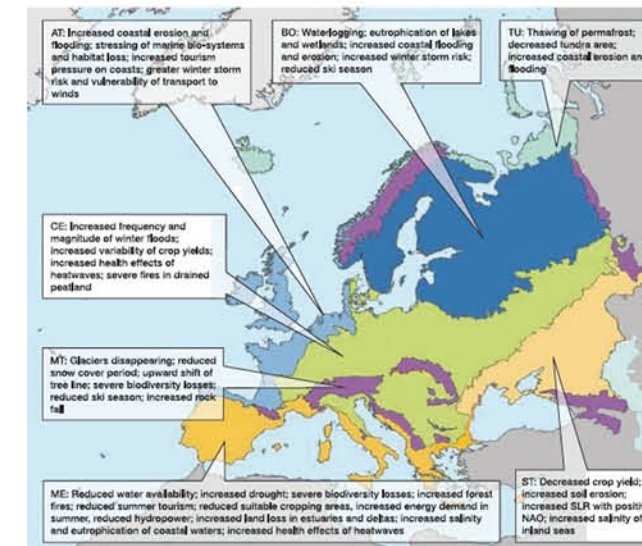 AT: Increased coastal erosion and
flooding; stressing of marine bio-systems
and habitat loss; increased tourism
pressure on coasts; greater winter storm
risk and vulnerability of transport to
winds
BO: Waterlogging; eutrophication of lakes
and wetlands; increased coastal flooding
and erosion; increased winter storm risk;
reduced ski season
TU: Thawing of permafrost;
decreased tundra area;
increased coastal erosion an
flooding
CE: Increased frequency and
magnitude of winter floods;
increased variability of crop yields;
increased health effects of
heatwaves; severe fires in drained
peatland
MT: Glaciers disappearing; reduced
snow cover period; upward shift of
tree line; severe biodiversity losses;
reduced ski season; increased rock
fall
ME: Reduced water availability; increased drought; severe biodiversity losses; increased forest
fires; reduced summer tourism; reduced suitable cropping areas, increased energy demand in
summer, reduced hydropower; increased land loss in estuaries and deltas; increased salinity
and eutrophication of coastal waters; increased health effects of heatwaves
ST: Decreased crop yield;
increased soil erosion;
increased SLR with positi
NAO; increased salinity of
inland seas